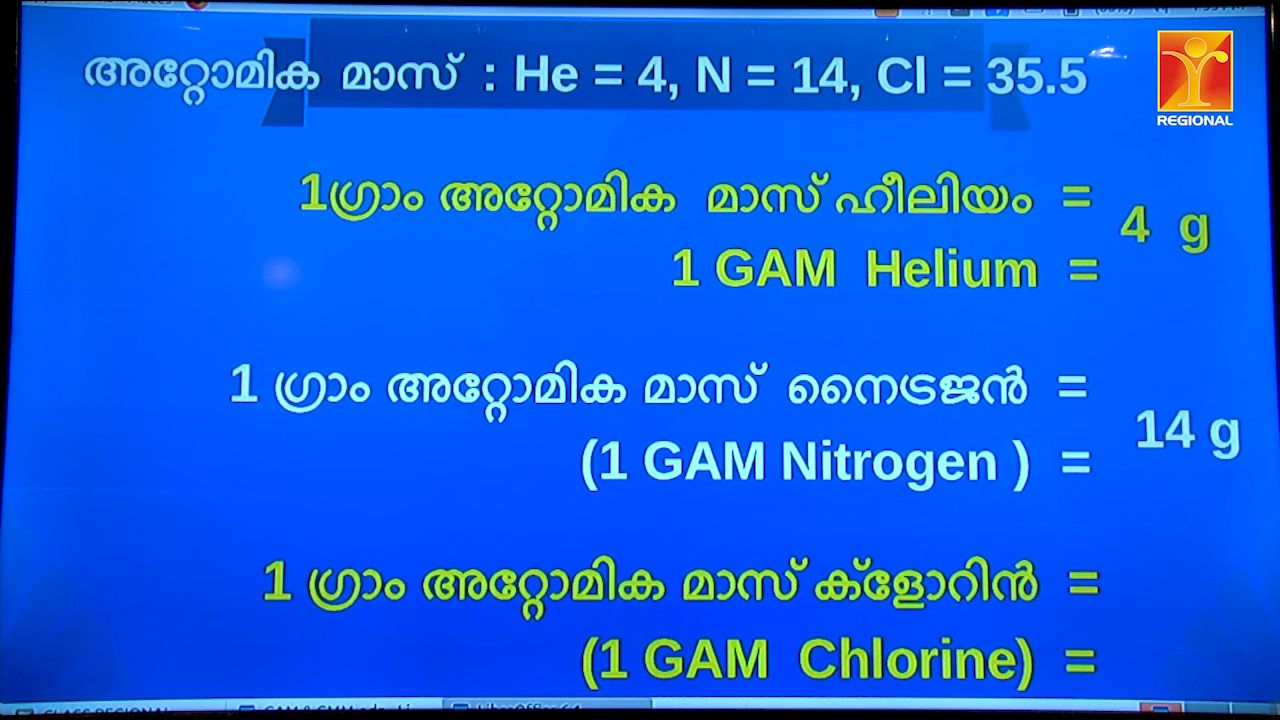 അറ്റോമിക മാസ് : He = 4, N = 14, Cl = 35.5
REGIONAL
1ഗ്രാം അറ്റോമിക മാസ് ഹീലിയം =
4 g
1 GAM Helium =
1 ഗ്രാം അറ്റോമിക മാസ് നൈട്രജൻ =
14 g
(1 GAM Nitrogen ) =
1 ഗ്രാം അറ്റോമിക മാസ് ക്ളോറിൻ =
(1 GAM Chlorine) =